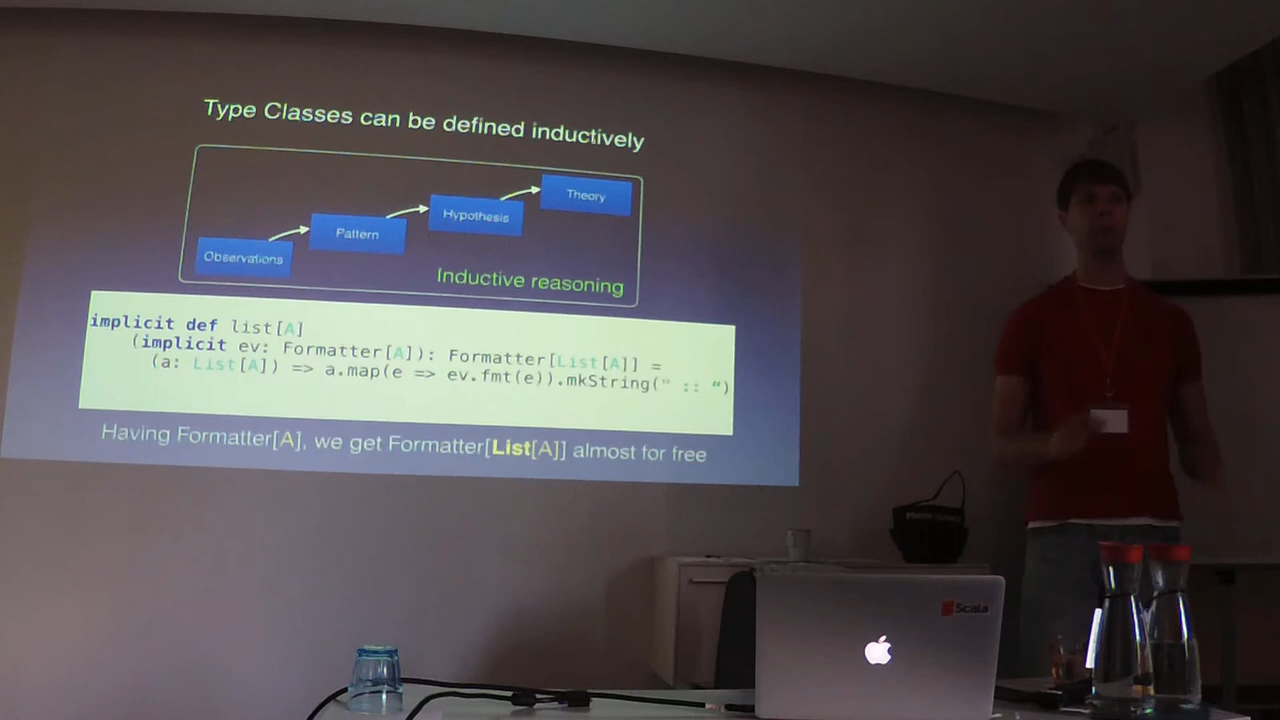 Type Classes can be defined inductively
Theory
Hypothesis
Pattern
Observations
Inductive reasoning
implicit def list[A]
(implicit ev: Formatter[A]): Formatter[List[A]] =
(a: List[A]) => a.map(e => ev.fmt(e)).mkString(" :: “)
Having Formatter[A], we get Formatter[List[A]] almost for free
Scala